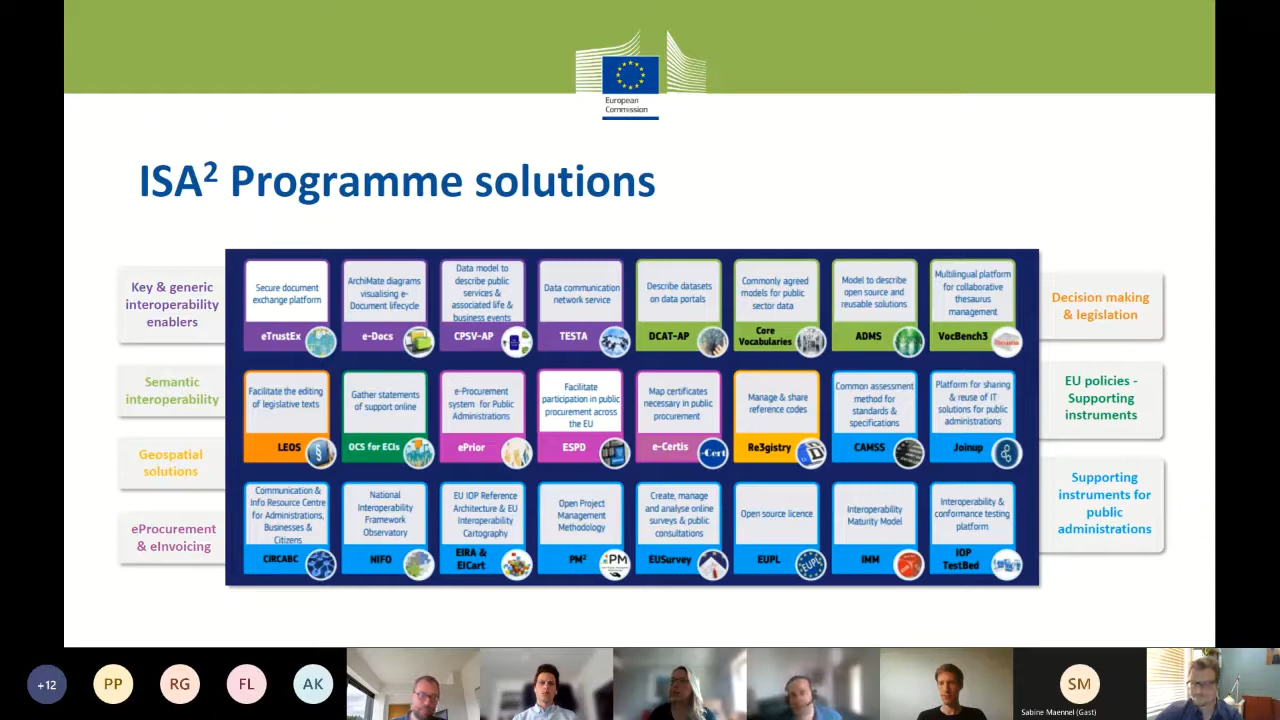 European
Commission
ISA² Programme solutions
Key & generic
interoperability
enablers
Semantic
interoperability
Geospatial
solutions
eProcurement
& eInvoicing
Secure document
exchange platform
eTrustEx
ArchiMate diagrams
visualising e-
Document lifecycle
e-Docs
Data model to
describe public
services &
associated life &
business events
CPSV-AP
Data communication
network service
TESTA
Describe datasets
on data portals
DCAT-AP
Commonly agreed
models for public
sector data
Core
Vocabularies
Model to describe
open source and
reusable solutions
ADMS
Multilingual platform
for collaborative
thesaurus
management
VocBench3
Facilitate the editing
of legislative texts
LEOS
§
Gather statements
of support online
OCS for ECIs
e-Procurement
system for Public
Administrations
ePrior
Facilitate
participation in public
procurement across
the EU
ESPD
Map certificates
necessary in public
procurement
e-Certis
e-Cert
Manage & share
reference codes
Re3gistry
Common assessment
method for
standards &
specifications
CAMSS
Platform for sharing
& reuse of IT
solutions for public
administrations
Joinup
Communication &
Info Resource Centre
for Administrations,
Businesses &
Citizens
CIRCABC
National
Interoperability
Framework
Observatory
NIFO
EU IOP Reference
Architecture & EU
Interoperability
Cartography
EIRA &
EICart
Open Project
Management
Methodology
PM²
PM
Create, manage
and analyse online
surveys & public
consultations
EUSurvey
Open source licence
EUPL
EUPL
Interoperability
Maturity Model
IMM
Interoperability &
conformance testing
platform
IOP
TestBed
Decision making
& legislation
EU policies -
Supporting
instruments
Supporting
instruments for
public
administrations
+12
PP
RG
FL
AK
SM
Sabine Maennel (Gast)